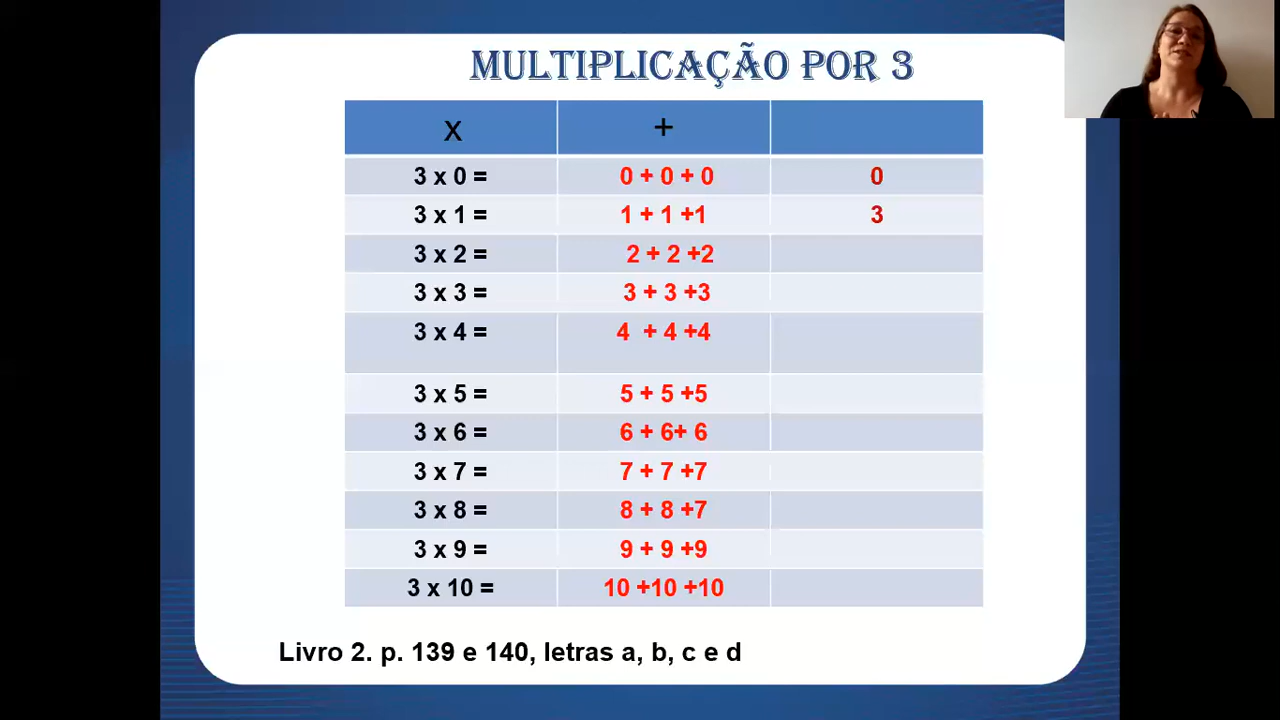 MULTIPLICAÇÃO POR 3
x +
3 x 0 = 0 + 0 + 0 0
3 x 1 = 1 + 1 +1 3
3 x 2 = 2 + 2 +2
3 x 3 = 3 + 3 +3
3 x 4 = 4 + 4 +4
3 x 5 = 5 + 5 +5
3 x 6 = 6 + 6+ 6
3 x 7 = 7 + 7 +7
3 x 8 = 8 + 8 +7
3 x 9 = 9 + 9 +9
3 x 10 = 10 +10 +10
Livro 2. p. 139 e 140, letras a, b, c e d